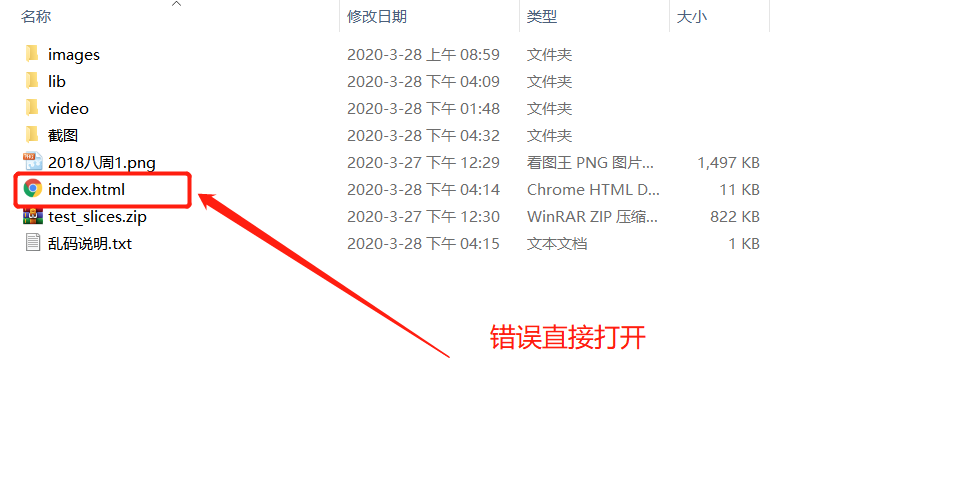 名称 修改日期 类型 大小
images 2020-3-28 上午 08:59 文件夹
lib 2020-3-28 下午 04:09 文件夹
video 2020-3-28 下午 01:48 文件夹
截图 2020-3-28 下午 04:32 文件夹
2018八周1.png 2020-3-27 下午 12:29 看图王 PNG 图片... 1,497 KB
index.html 2020-3-28 下午 04:14 Chrome HTML D... 11 KB
test_slices.zip 2020-3-27 下午 12:30 WinRAR ZIP 压缩... 822 KB
乱码说明.txt 2020-3-28 下午 04:15 文本文档 1 KB
错误直接打开